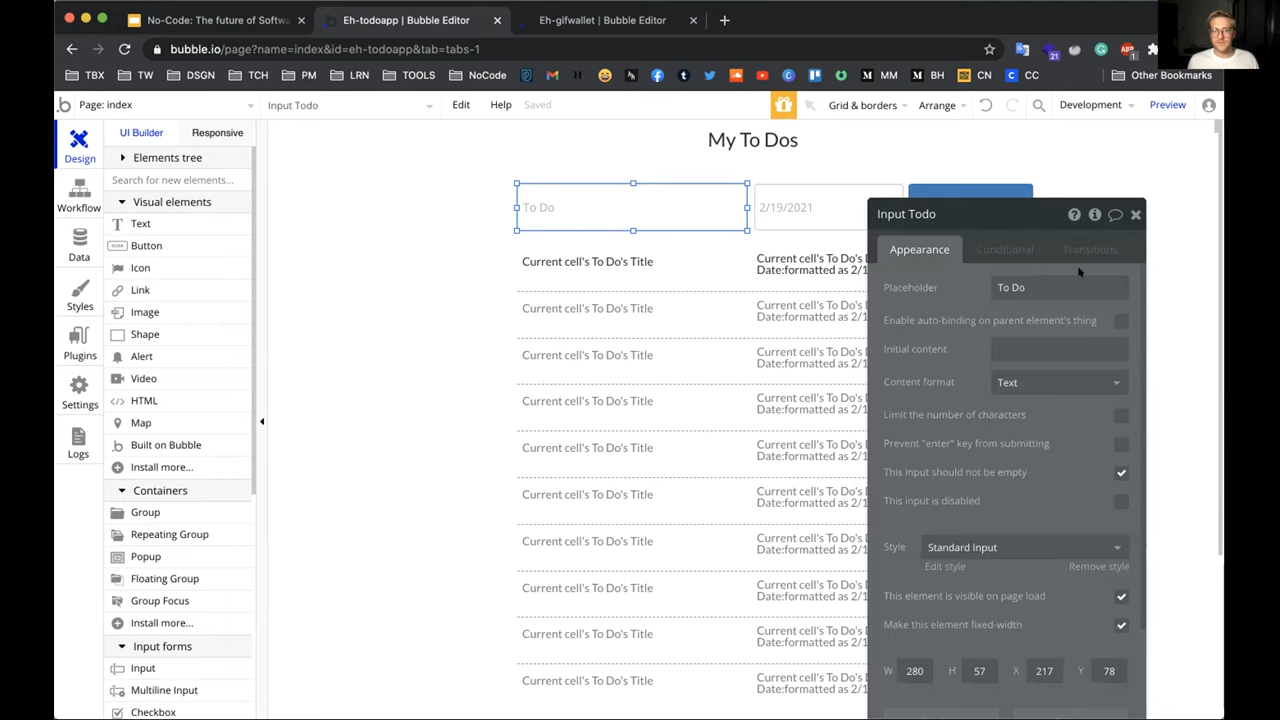 No-Code: The future of Softw
Eh-todoapp | Bubble Editor
Eh-gifwallet | Bubble Editor
bubble.io/page?name=index&id=eh-todoapp&tab=tabs-1
21
1
TBX
TW
DSGN
TCH
PM
LRN
TOOLS
NoCode
MM
BH
CN
CC
Other Bookmarks
Page: index
Input Todo
Edit
Help
Saved
Grid & borders
Arrange
Development
Preview
UI Builder
Responsive
Design
Workflow
Data
Styles
Plugins
Settings
Logs
Elements tree
Search for new elements...
Visual elements
Text
Button
Icon
Link
Image
Shape
Alert
Video
HTML
Map
Built on Bubble
Install more...
Containers
Group
Repeating Group
Popup
Floating Group
Group Focus
Install more...
Input forms
Input
Multiline Input
Checkbox
My To Dos
To Do
2/19/2021
Current cell's To Do's Title
Current cell's To Do's
Date:formatted as 2/1
Current cell's To Do's Title
Current cell's To Do's
Date:formatted as 2/1
Current cell's To Do's Title
Current cell's To Do's
Date:formatted as 2/1
Current cell's To Do's Title
Current cell's To Do's
Date:formatted as 2/1
Current cell's To Do's Title
Current cell's To Do's
Date:formatted as 2/1
Current cell's To Do's Title
Current cell's To Do's
Date:formatted as 2/1
Current cell's To Do's Title
Current cell's To Do's
Date:formatted as 2/1
Current cell's To Do's Title
Current cell's To Do's
Date:formatted as 2/1
Current cell's To Do's Title
Current cell's To Do's
Date:formatted as 2/1
Current cell's To Do's Title
Current cell's To Do's
Date:formatted as 2/1
Input Todo
Appearance
Conditional
Transitions
Placeholder
To Do
Enable auto-binding on parent element's thing
Initial content
Content format
Text
Limit the number of characters
Prevent "enter" key from submitting
This input should not be empty
This input is disabled
Style
Standard Input
Edit style
Remove style
This element is visible on page load
Make this element fixed-width
W 280 H 57 X 217 Y 78